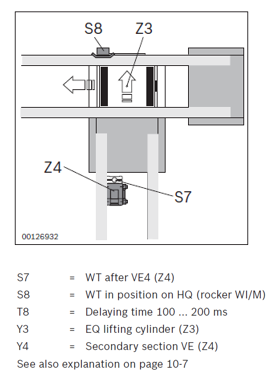 S8
Z3
Z4
S7
00126932
S7 = WT after VE4 (Z4)
S8 = WT in position on HQ (rocker WI/M)
T8 = Delaying time 100 ... 200 ms
Y3 = EQ lifting cylinder (Z3)
Y4 = Secondary section VE (Z4)
See also explanation on page 10-7